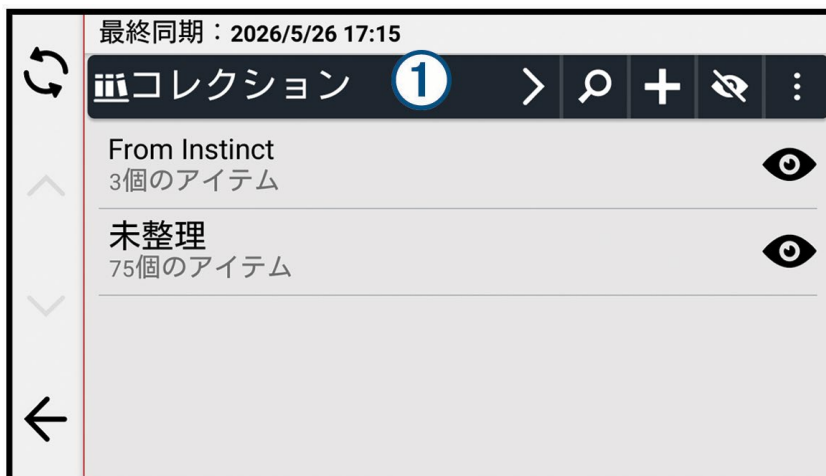 最終同期：2026/5/26 17:15
コレクション 1
From Instinct
3個のアイテム
未整理
75個のアイテム